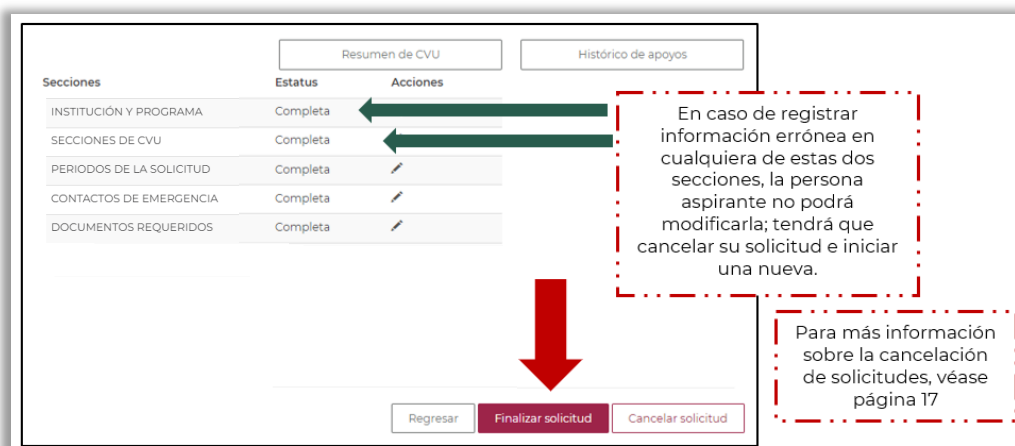 Resumen de CVU Histórico de apoyos
Secciones Estatus Acciones
INSTITUCIÓN Y PROGRAMA Completa
SECCIONES DE CVU Completa
PERIODOS DE LA SOLICITUD Completa
CONTACTOS DE EMERGENCIA Completa
DOCUMENTOS REQUERIDOS Completa
En caso de registrar
información errónea en
cualquiera de estas dos
secciones, la persona
aspirante no podrá
modificarla; tendrá que
cancelar su solicitud e iniciar
una nueva.
Para más información
sobre la cancelación
de solicitudes, véase
página 17
Regresar Finalizar solicitud Cancelar solicitud